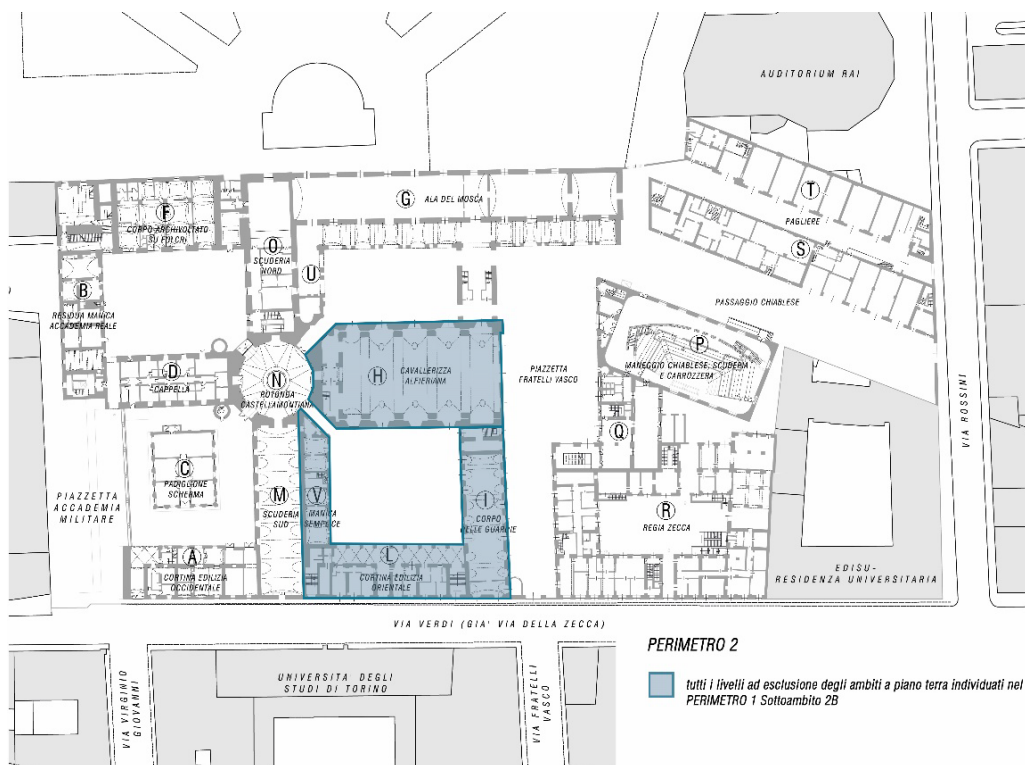 AUDITORIUM RAI
T
PAGLIERE
S
G
ALA DEL MOSCA
F
CORPO ARCHIVOLTATO
SU FULCRI
O
SCUDERIA
NORD
U
B
RESIDUA MANICA
ACCADEMIA REALE
PASSAGGIO CHIABLESE
P
MANEGGIO CHIABLESE, SCUDERIA
E CARROZZERA
H
CAVALLERIZZA
ALFIERIANA
PIAZZETTA
FRATELLI VASCO
D
CAPPELLA
N
ROTONDA
CASTELLAMONTIANA
VIA ROSSINI
Q
C
PADIGLIONE
SCHERMA
PIAZZETTA
ACCADEMIA
MILITARE
M
SCUDERIA
SUD
V
MANICA
SEMPLICE
I
CORPO
DELLE GUARDIE
R
REGIA ZECCA
A
CORTINA EDILIZIA
OCCIDENTALE
L
CORTINA EDILIZIA
ORIENTALE
EDISU-
RESIDENZA UNIVERSITARIA
VIA VERDI (GIA' VIA DELLA ZECCA)
VIA VIRGINIO
GIOVANNI
UNIVERSITA DEGLI
STUDI DI TORINO
VIA FRATELLI
VASCO
PERIMETRO 2
tutti i livelli ad esclusione degli ambiti a piano terra individuati nel
PERIMETRO 1 Sottoambito 2B